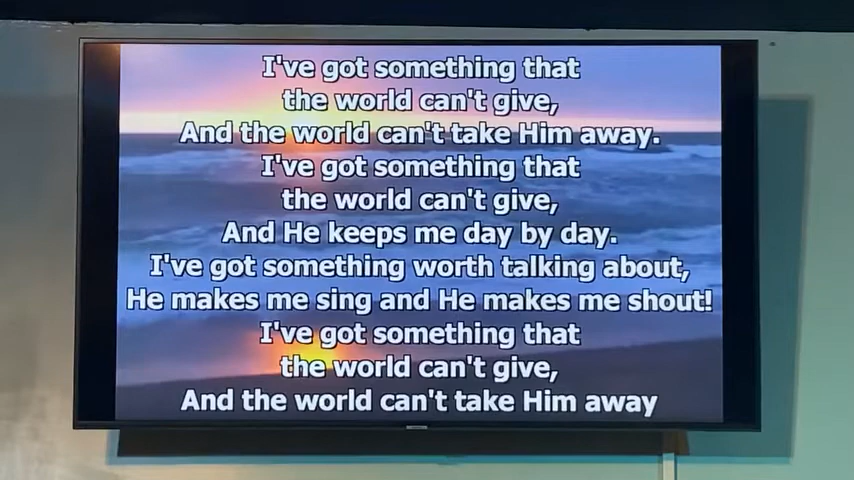 I've got something that
the world can't give,
And the world can't take Him away.
I've got something that
the world can't give,
And He keeps me day by day.
I've got something worth talking about,
He makes me sing and He makes me shout!
I've got something that
the world can't give,
And the world can't take Him away